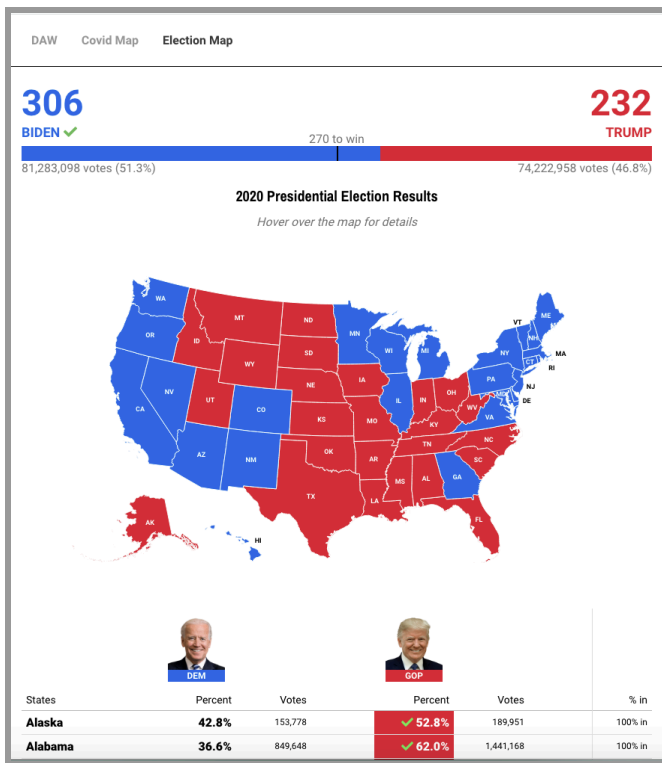 DAW Covid Map Election Map
306 232
BIDEN TRUMP
270 to win
81,283,098 votes (51.3%) 74,222,958 votes (46.8%)
2020 Presidential Election Results
Hover over the map for details
WA
OR
CA
NV
ID
MT
WY
UT
AZ
CO
NM
ND
SD
NE
KS
OK
TX
MN
IA
MO
AR
LA
WI
IL
MI
IN
OH
KY
TN
MS
AL
GA
FL
SC
NC
VA
WV
PA
NY
VT
NH
ME
MA
CT
RI
NJ
DE
MD
AK
HI
DEM GOP
States Percent Votes Percent Votes % in
Alaska 42.8% 153,778 52.8% 189,951 100% in
Alabama 36.6% 849,648 62.0% 1,441,168 100% in